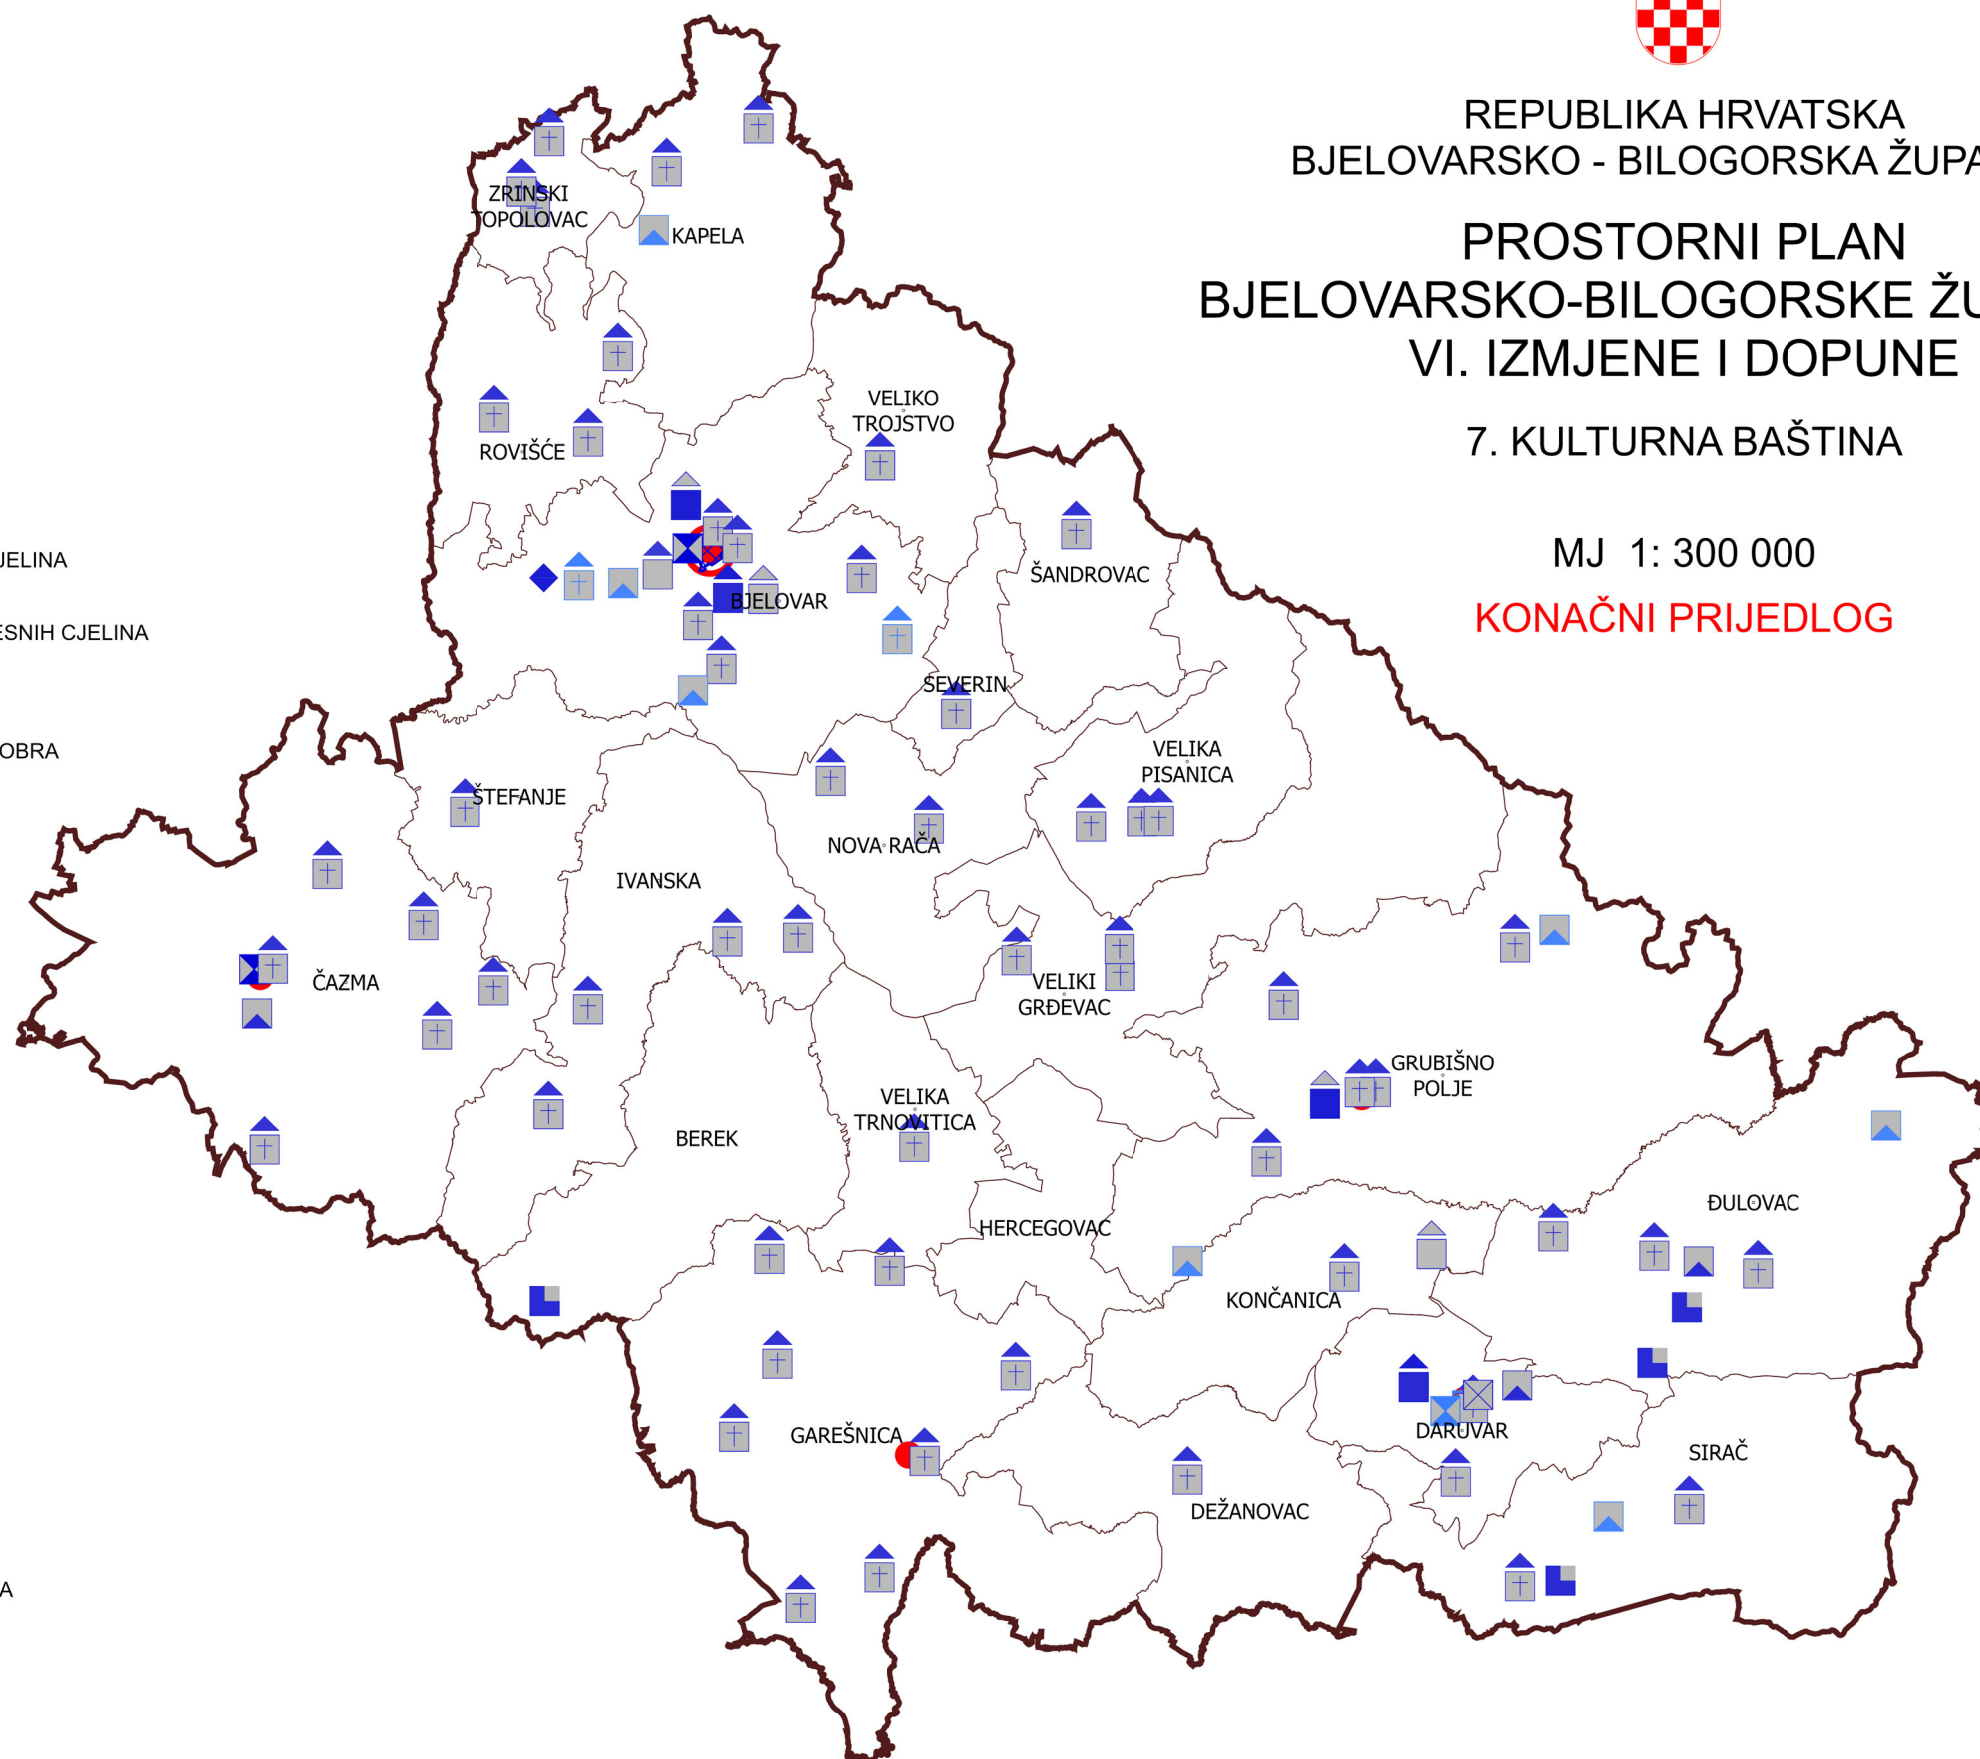 REPUBLIKA HRVATSKA
BJELOVARSKO - BILOGORSKA ŽUPA
PROSTORNI PLAN
BJELOVARSKO-BILOGORSKE ŽU
VI. IZMJENE I DOPUNE
7. KULTURNA BAŠTINA
MJ 1: 300 000
KONAČNI PRIJEDLOG
JELINA
ESNIH CJELINA
OBRA
A
ZRINSKI
TOPOLOVAC
KAPELA
VELIKO
TROJSTVO
ROVIŠĆE
ŠANDROVAC
BJELOVAR
SEVERIN
VELIKA
PISANICA
ŠTEFANJE
NOVA RAČA
IVANSKA
ČAZMA
VELIKI
GRĐEVAC
GRUBIŠNO
POLJE
VELIKA
TRNOVITICA
BEREK
ĐULOVAC
HERCEGOVAC
KONČANICA
DARUVAR
GAREŠNICA
SIRAČ
DEŽANOVAC